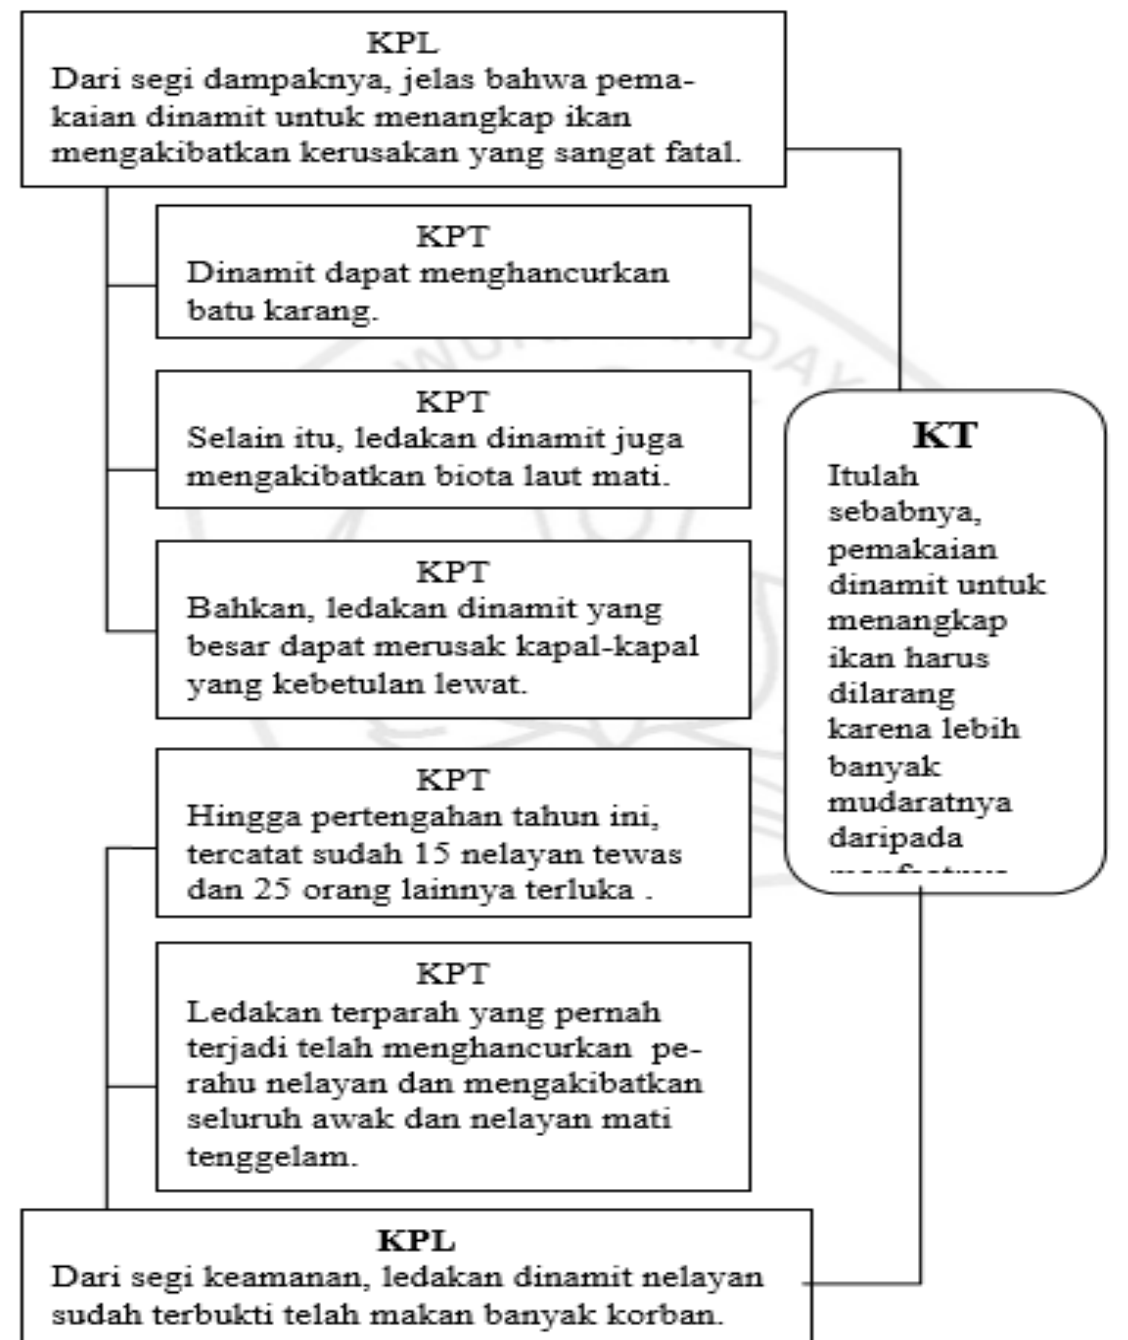 KPL
Dari segi dampaknya, jelas bahwa pema-
kaian dinamit untuk menangkap ikan
mengakibatkan kerusakan yang sangat fatal.
KPT
Dinamit dapat menghancurkan
batu karang.
KPT
Selain itu, ledakan dinamit juga
mengakibatkan biota laut mati.
KPT
Bahkan, ledakan dinamit yang
besar dapat merusak kapal-kapal
yang kebetulan lewat.
KPT
Hingga pertengahan tahun ini,
tercatat sudah 15 nelayan tewas
dan 25 orang lainnya terluka .
KPT
Ledakan terparah yang pernah
terjadi telah menghancurkan pe-
rahu nelayan dan mengakibatkan
seluruh awak dan nelayan mati
tenggelam.
KPL
Dari segi keamanan, ledakan dinamit nelayan
sudah terbukti telah makan banyak korban.
KT
Itulah
sebabnya,
pemakaian
dinamit untuk
menangkap
ikan harus
dilarang
karena lebih
banyak
mudaratnya
daripada